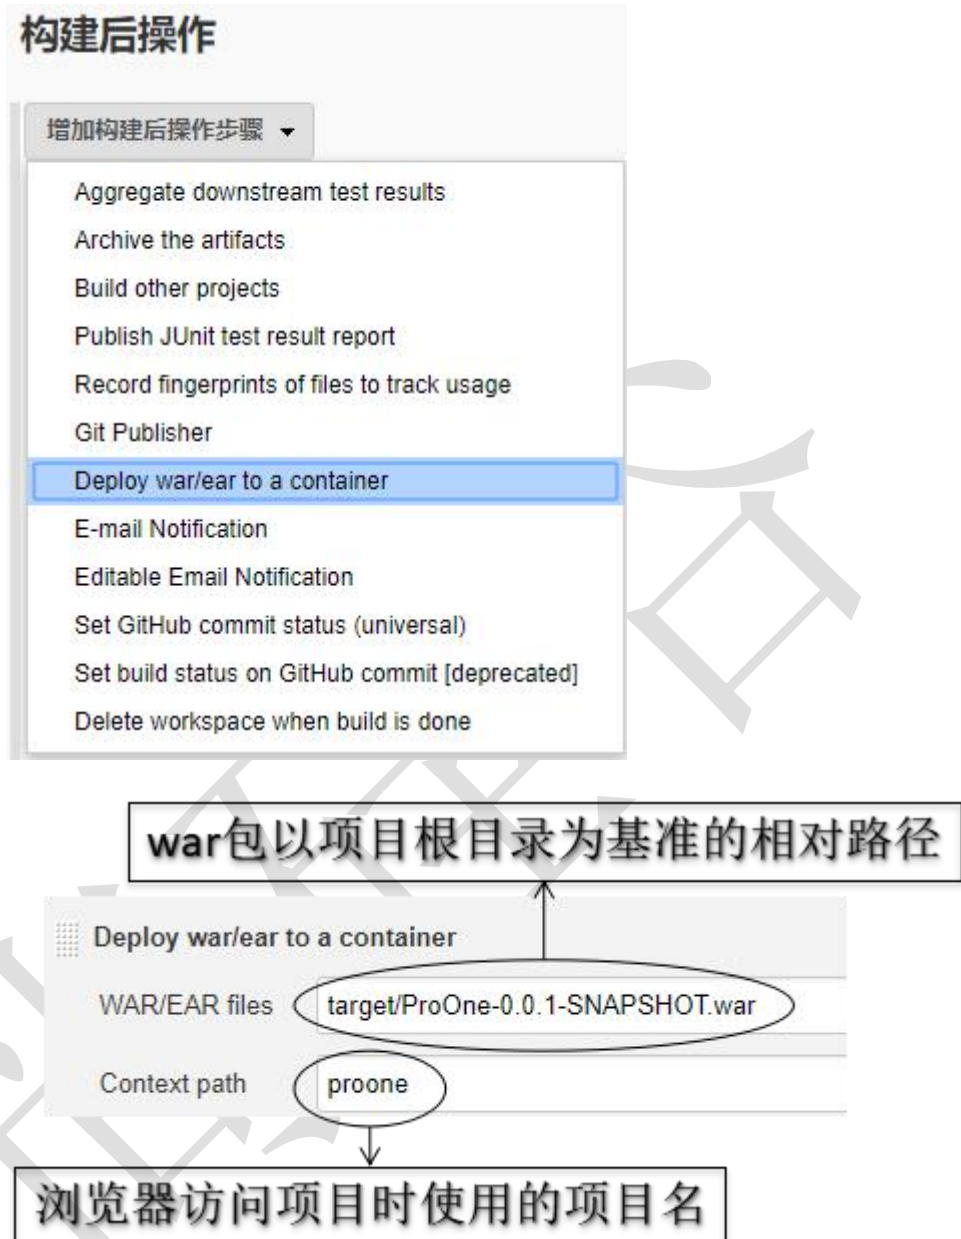 构建后操作
增加构建后操作步骤
Aggregate downstream test results
Archive the artifacts
Build other projects
Publish JUnit test result report
Record fingerprints of files to track usage
Git Publisher
Deploy war/ear to a container
E-mail Notification
Editable Email Notification
Set GitHub commit status (universal)
Set build status on GitHub commit [deprecated]
Delete workspace when build is done
war包以项目根目录为基准的相对路径
Deploy war/ear to a container
WAR/EAR files target/ProOne-0.0.1-SNAPSHOT.war
Context path proone
浏览器访问项目时使用的项目名